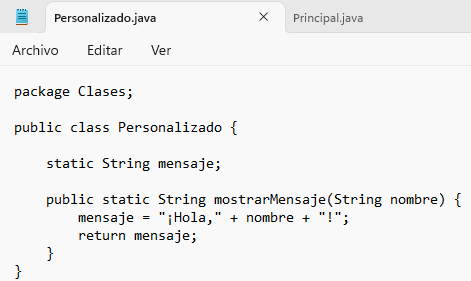 Personalizado.java
Principal.java
Archivo Editar Ver
package Clases;
public class Personalizado {
static String mensaje;
public static String mostrarMensaje(String nombre) {
mensaje = "¡Hola," + nombre + "!";
return mensaje;
}
}